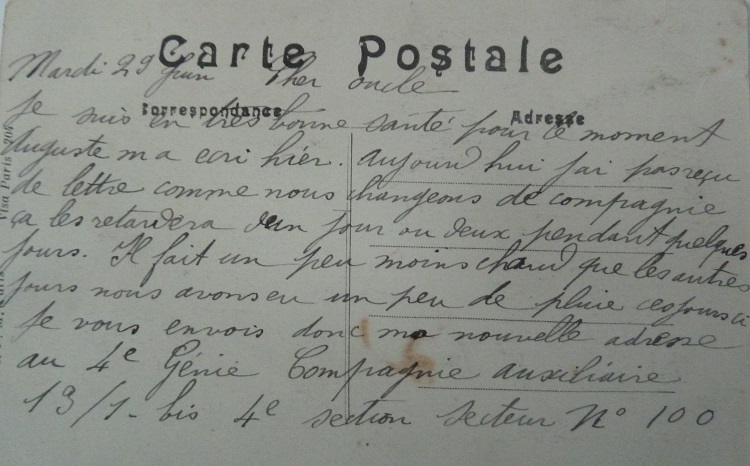 Carte Postale
Mardi 29 Juin Cher oncle
Correspondance Adresse
Je suis en très bonne santé pour ce moment
Auguste m a ecri hier. Aujourd hui j'ai pas reçu
de lettre comme nous changeons de compagnie
ça les retardera d'un jour ou deux pendant quelques
jours. Il fait un peu moins chaud que les autres
jours nous avons eu un peu de pluie ces jours ci
Je vous envois donc ma nouvelle adresse
au 4e Génie Compagnie auxiliaire
13/1-bis 4e section secteur N° 100
Visa Paris 204